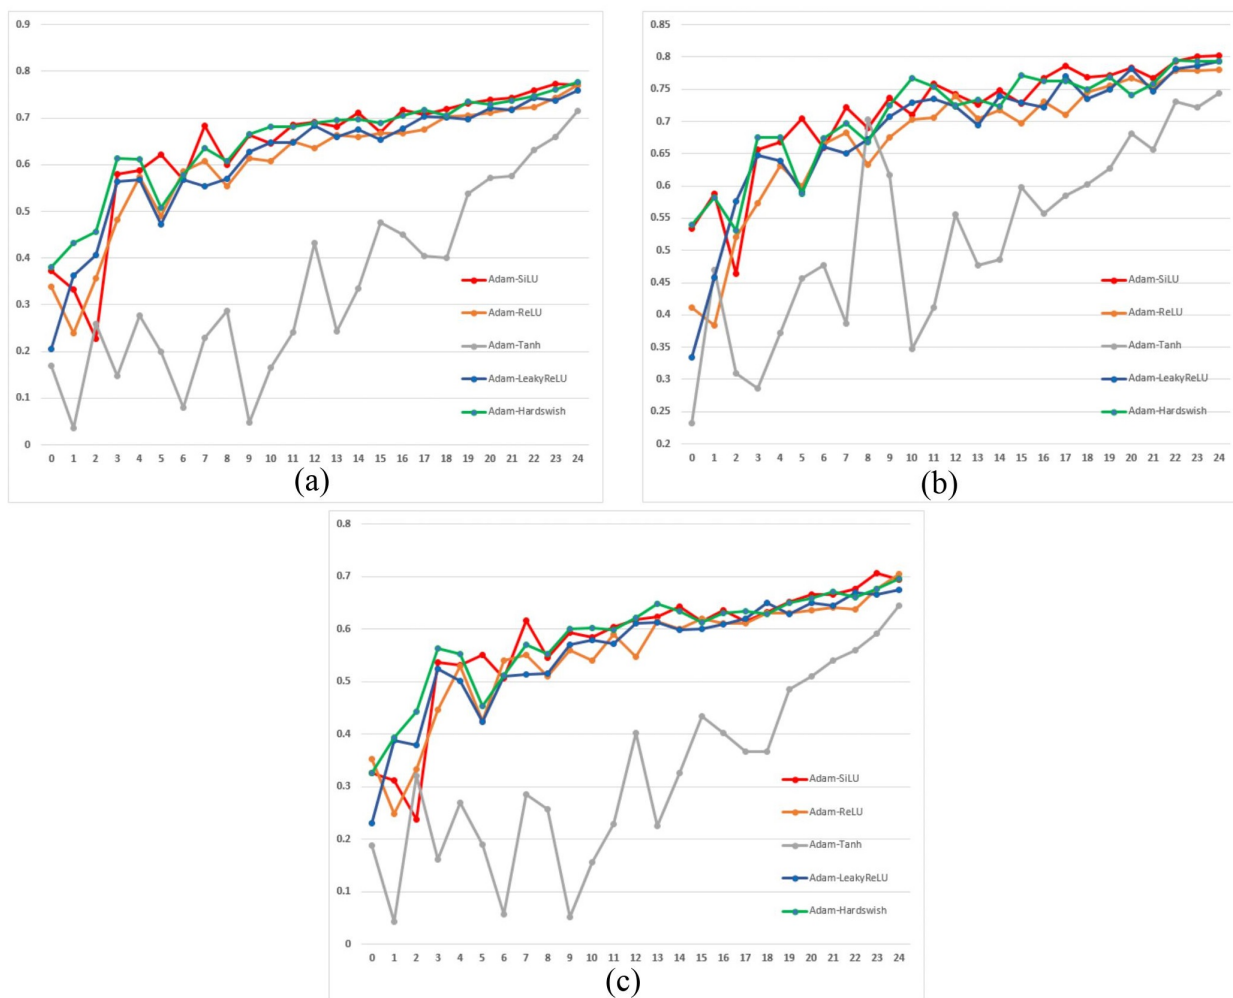 0.9
0.8
0.7
0.6
0.5
0.4
0.3
0.2
0.1
0
Adam-SiLU
Adam-ReLU
Adam-Tanh
Adam-LeakyReLU
Adam-Hardswish
0 1 2 3 4 5 6 7 8 9 10 11 12 13 14 15 16 17 18 19 20 21 22 23 24
(a)
0.85
0.8
0.75
0.7
0.65
0.6
0.55
0.5
0.45
0.4
0.35
0.3
0.25
0.2
Adam-SiLU
Adam-ReLU
Adam-Tanh
Adam-LeakyReLU
Adam-Hardswish
0 1 2 3 4 5 6 7 8 9 10 11 12 13 14 15 16 17 18 19 20 21 22 23 24
(b)
0.8
0.7
0.6
0.5
0.4
0.3
0.2
0.1
0
Adam-SiLU
Adam-ReLU
Adam-Tanh
Adam-LeakyReLU
Adam-Hardswish
0 1 2 3 4 5 6 7 8 9 10 11 12 13 14 15 16 17 18 19 20 21 22 23 24
(c)